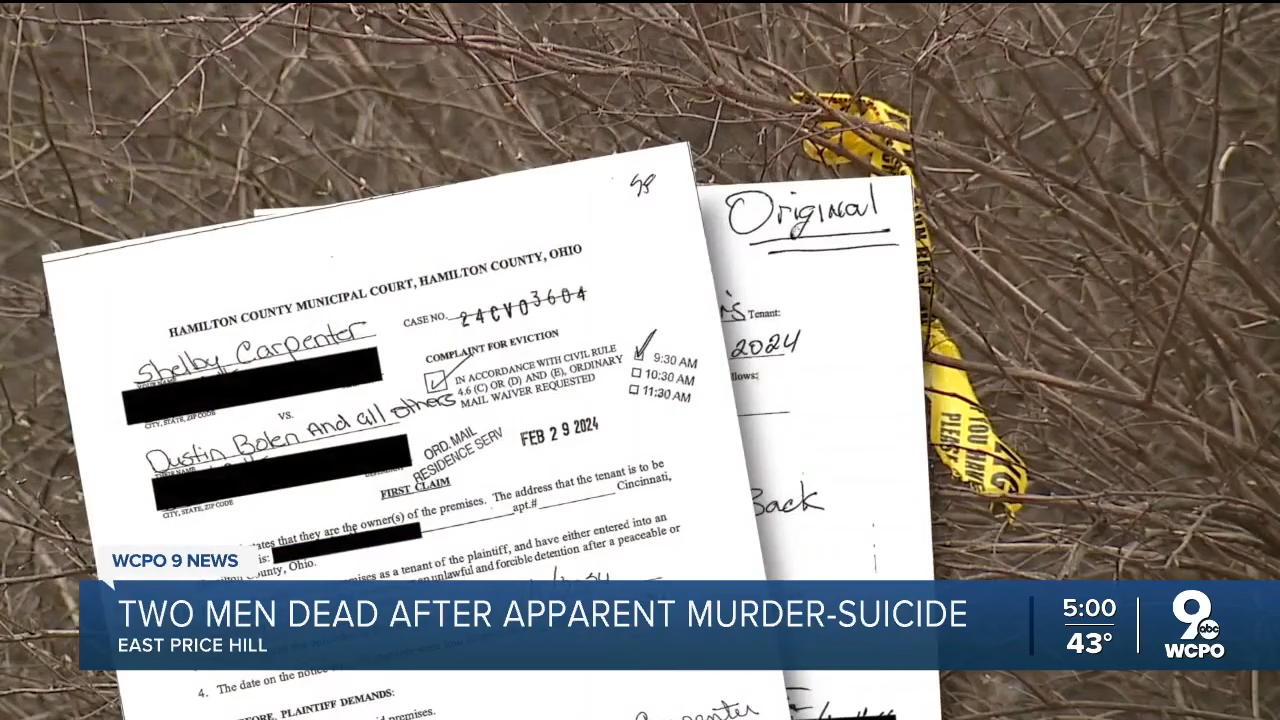 Original
HAMILTON COUNTY MUNICIPAL COURT, HAMILTON COUNTY, OHIO
Shelby Carpenter
CASE NO. 24CV03604
COMPLAINT FOR EVICTION
IN ACCORDANCE WITH CIVIL RULE
4.6 (C) OR (D) AND (E), ORDINARY
MAIL WAIVER REQUESTED
9:30 AM
10:30 AM
11:30 AM
CITY, STATE, ZIP CODE
VS.
Dustin Bolen And all others
CITY, STATE, ZIP CODE
ORD. MAIL
RESIDENCE SERV
FEB 29 2024
FIRST CLAIM
they are the owner(s) of the premises. The address that the tenant is to be
is: apt.# Cincinnati,
County, Ohio.
premises as a tenant of the plaintiff, and have either entered into an
unlawful and forcible detention after a peaceable or
4. The date on the notice
PLAINTIFF DEMANDS:
premises.
Carpenter
Tenant:
2024
Back
YOU ARE
WCPO 9 NEWS
TWO MEN DEAD AFTER APPARENT MURDER-SUICIDE
EAST PRICE HILL
5:00
43°
9
abc
WCPO